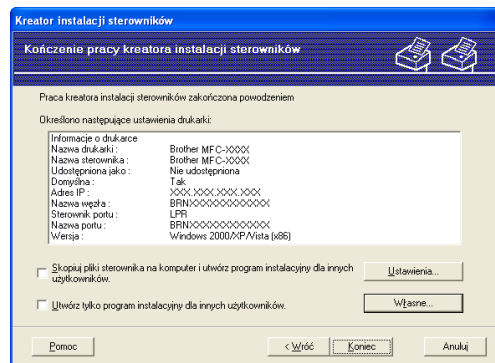 Kreator instalacji sterowników
Kończenie pracy kreatora instalacji sterowników
Praca kreatora instalacji sterowników zakończona powodzeniem
Określono następujące ustawienia drukarki:
Informacje o drukarce
Nazwa drukarki : Brother MFC-XXXX
Nazwa sterownika : Brother MFC-XXXX
Udostępniona jako : Nie udostępniona
Domyślna : Tak
Adres IP : XXX.XXX.XXX.XXX
Nazwa węzła : BRNXXXXXXXXXXXX
Sterownik portu : LPR
Nazwa portu : BRNXXXXXXXXXXXX
Wersja : Windows 2000/XP/Vista (x86)
Skopiuj pliki sterownika na komputer i utwórz program instalacyjny dla innych
użytkowników.
Ustawienia...
Utwórz tylko program instalacyjny dla innych użytkowników.
Własne...
Pomoc
< Wróć
Koniec
Anuluj